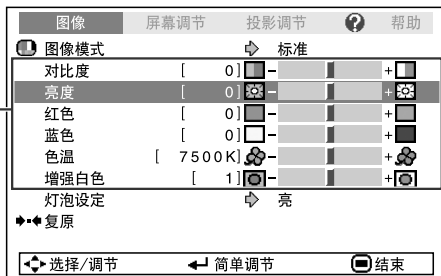 图像 屏幕调节 投影调节 ? 帮助
图像模式 标准
对比度 [ 0] - +
亮度 [ 0] - +
红色 [ 0] - +
蓝色 [ 0] - +
色温 [ 7500K] - +
增强白色 [ 1] - +
灯泡设定 亮
复原
选择/调节 简单调节 结束